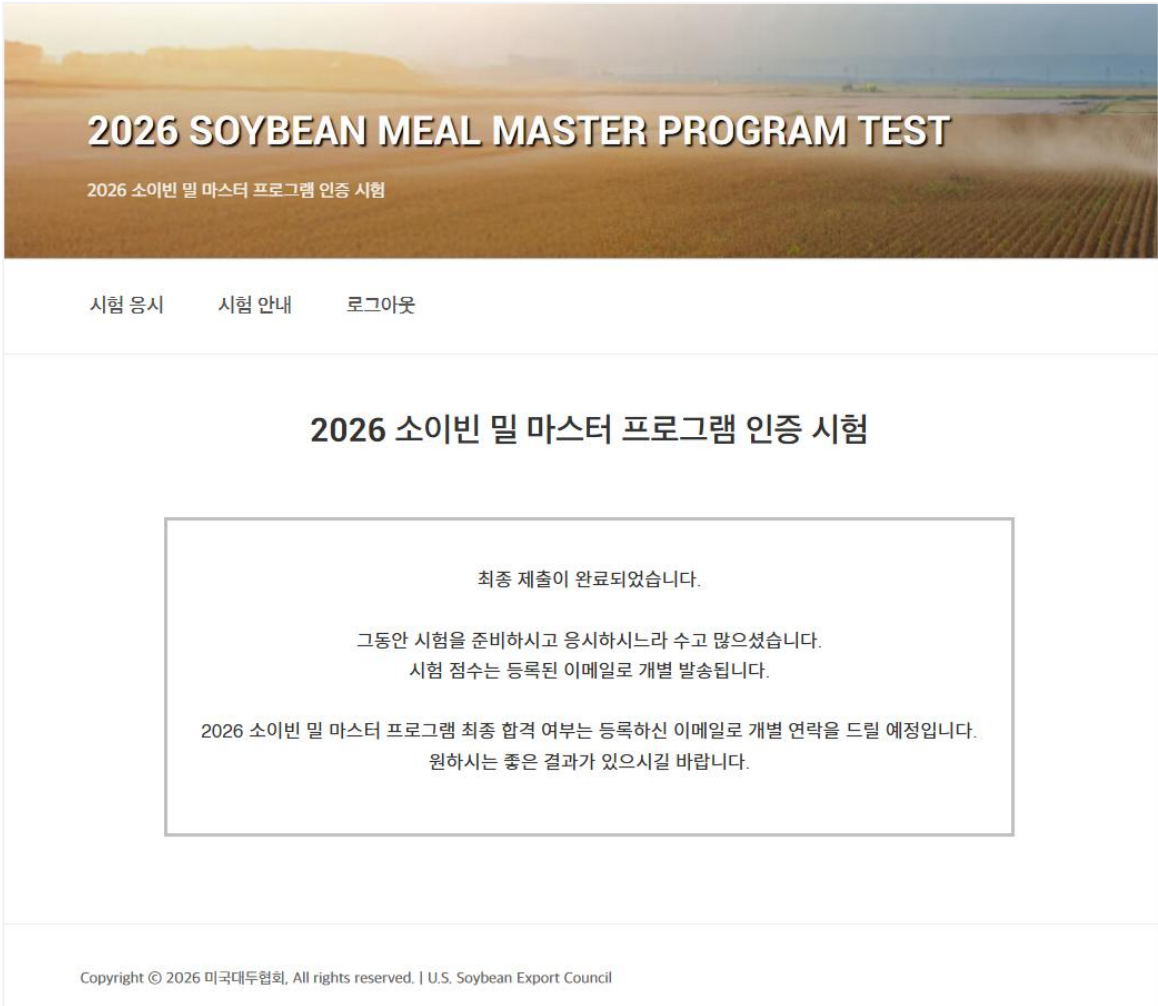 2026 SOYBEAN MEAL MASTER PROGRAM TEST
2026 소이빈 밀 마스터 프로그램 인증 시험
시험 응시 시험 안내 로그아웃
2026 소이빈 밀 마스터 프로그램 인증 시험
최종 제출이 완료되었습니다.
그동안 시험을 준비하시고 응시하시느라 수고 많으셨습니다.
시험 점수는 등록된 이메일로 개별 발송됩니다.
2026 소이빈 밀 마스터 프로그램 최종 합격 여부는 등록하신 이메일로 개별 연락을 드릴 예정입니다.
원하시는 좋은 결과가 있으시길 바랍니다.
Copyright © 2026 미국대두협회, All rights reserved. | U.S. Soybean Export Council